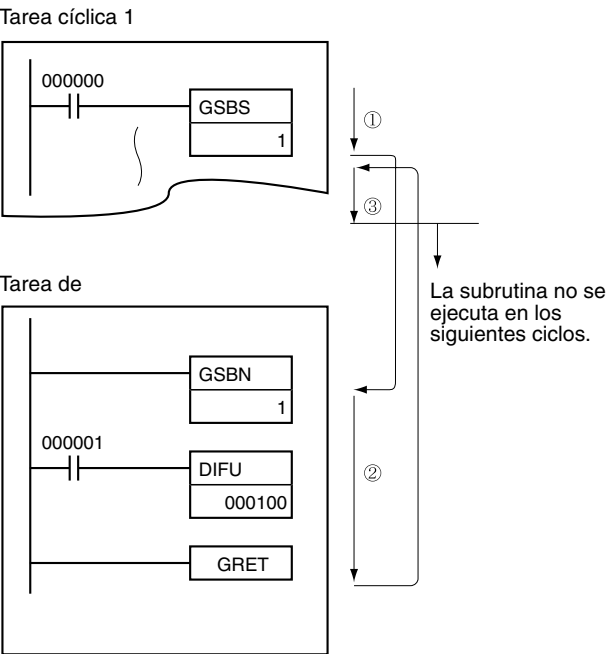 Tarea cíclica 1
000000
GSBS
1
①
③
La subrutina no se
ejecuta en los
siguientes ciclos.
Tarea de
GSBN
1
000001
DIFU
000100
②
GRET